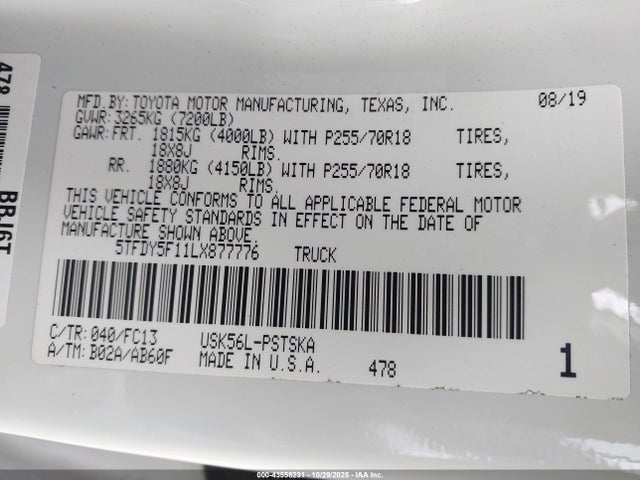 478
BBJ6T
MFD.BY:TOYOTA MOTOR MANUFACTURING, TEXAS, INC. 08/19
GVWR:3265KG (7200LB)
GAWR:FRT. 1815KG (4000LB) WITH P255/70R18 TIRES,
18X8J RIMS.
RR. 1880KG (4150LB) WITH P255/70R18 TIRES,
18X8J RIMS.
THIS VEHICLE CONFORMS TO ALL APPLICABLE FEDERAL MOTOR
VEHICLE SAFETY STANDARDS IN EFFECT ON THE DATE OF
MANUFACTURE SHOWN ABOVE.
5TFDY5F11LX877776 TRUCK
C/TR:040/FC13 USK56L-PSTSKA
A/TM:B02A/AB60F MADE IN U.S.A. 478 1
000-43558231 - 10/29/2025 - IAA Inc.